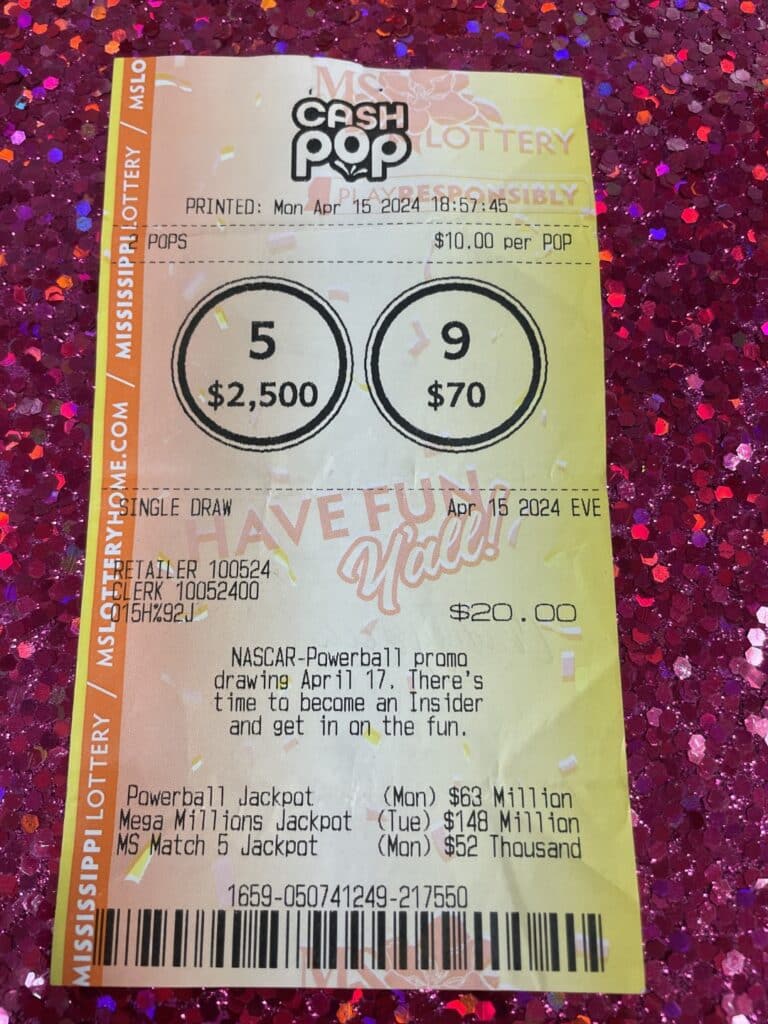 MS
LOTTERY
CASH
POP
PLAY RESPONSIBLY
PRINTED: Mon Apr 15 2024 18:57:45
2 POPS $10.00 per POP
5 9
$2,500 $70
SINGLE DRAW Apr 15 2024 EVE
HAVE FUN
Y'all!
RETAILER 100524
CLERK 10052400
015H%92J
$20.00
NASCAR-Powerball promo
drawing April 17. There's
time to become an Insider
and get in on the fun.
Powerball Jackpot (Mon) $63 Million
Mega Millions Jackpot (Tue) $148 Million
MS Match 5 Jackpot (Mon) $52 Thousand
1659-050741249-217550
MS
MISSISSIPPI LOTTERY / MSLOTTERYHOME.COM / MISSISSIPPI LOTTERY / MSLO